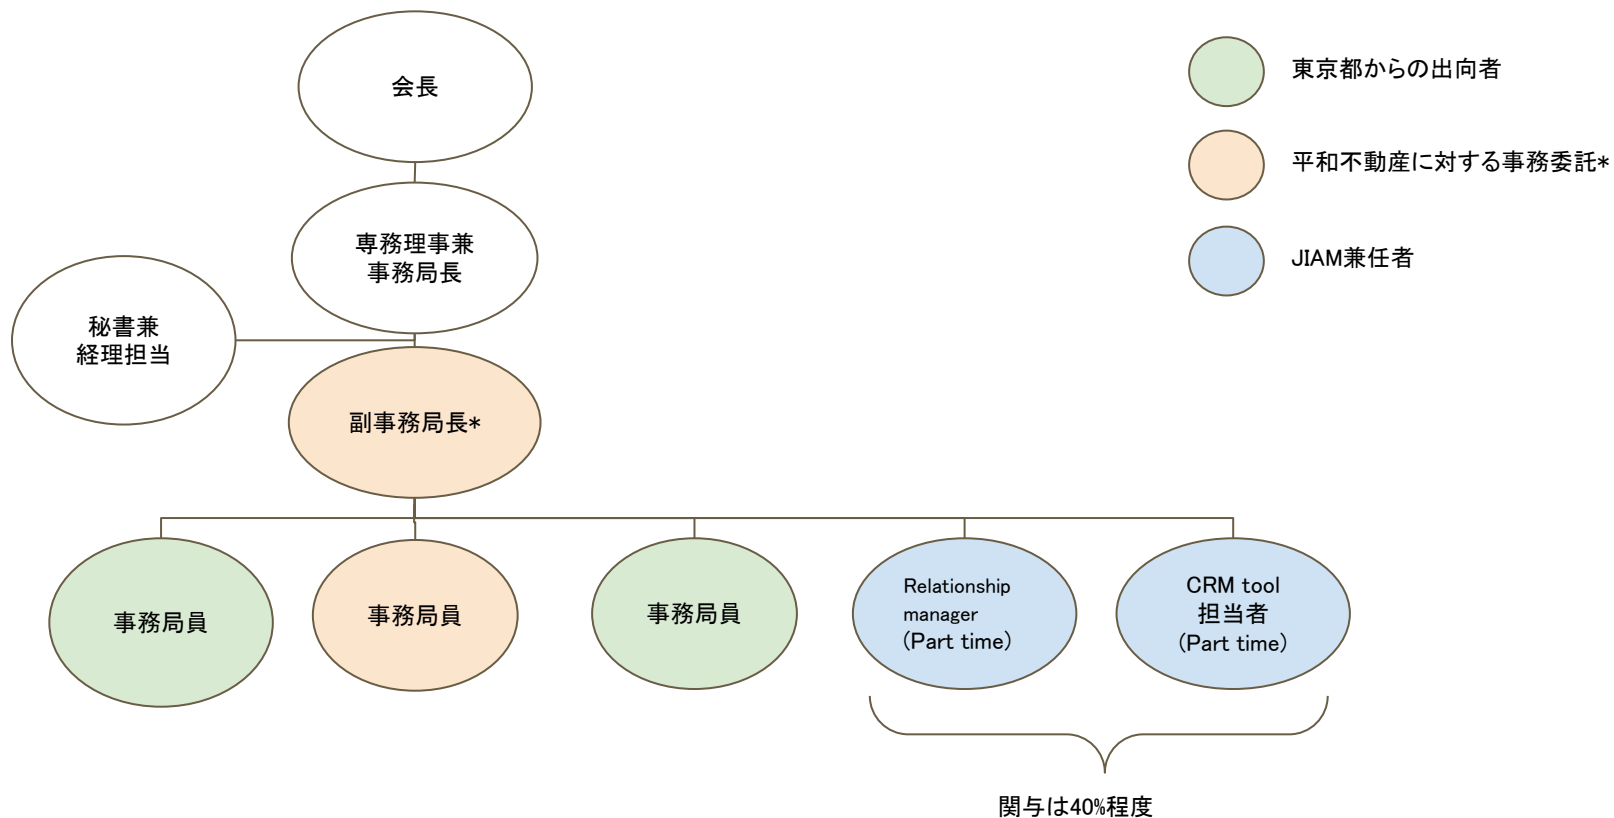 会長
東京都からの出向者
平和不動産に対する事務委託*
JIAM兼任者
専務理事兼
事務局長
秘書兼
経理担当
副事務局長*
事務局員
事務局員
事務局員
Relationship
manager
(Part time)
CRM tool
担当者
(Part time)
関与は40%程度